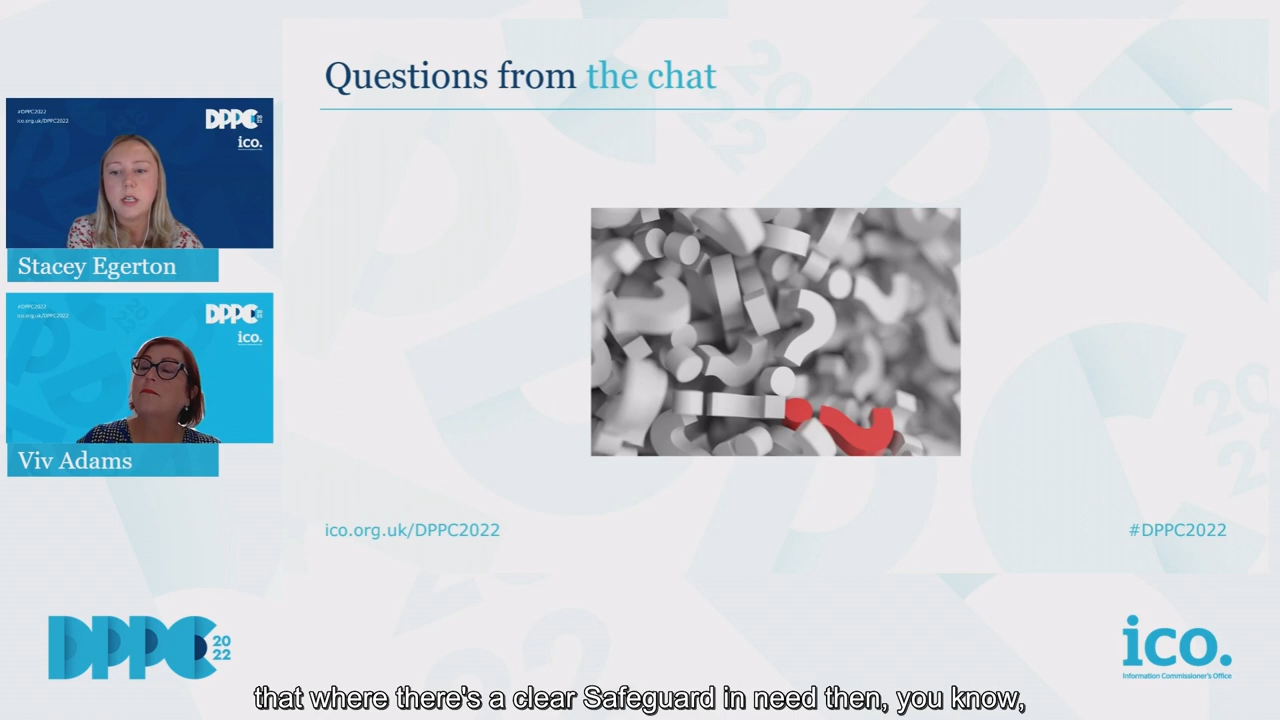 Questions from the chat
#DPPC2022
ico.org.uk/DPPC2022
DPPC 2022
ico.
Stacey Egerton
#DPPC2022
ico.org.uk/DPPC2022
DPPC 2022
ico.
Viv Adams
ico.org.uk/DPPC2022
#DPPC2022
DPPC 2022
ico.
Information Commissioner's Office
that where there's a clear Safeguard in need then, you know,